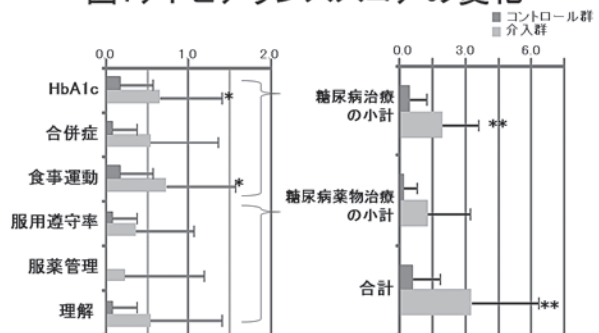 コントロール群
介入群
0.0 1.0 2.0
HbA1c
*
合併症
食事運動
*
服用遵守率
服薬管理
理解
0.0 3.0 6.0
糖尿病治療
の小計
**
糖尿病薬物治療
の小計
合計
**